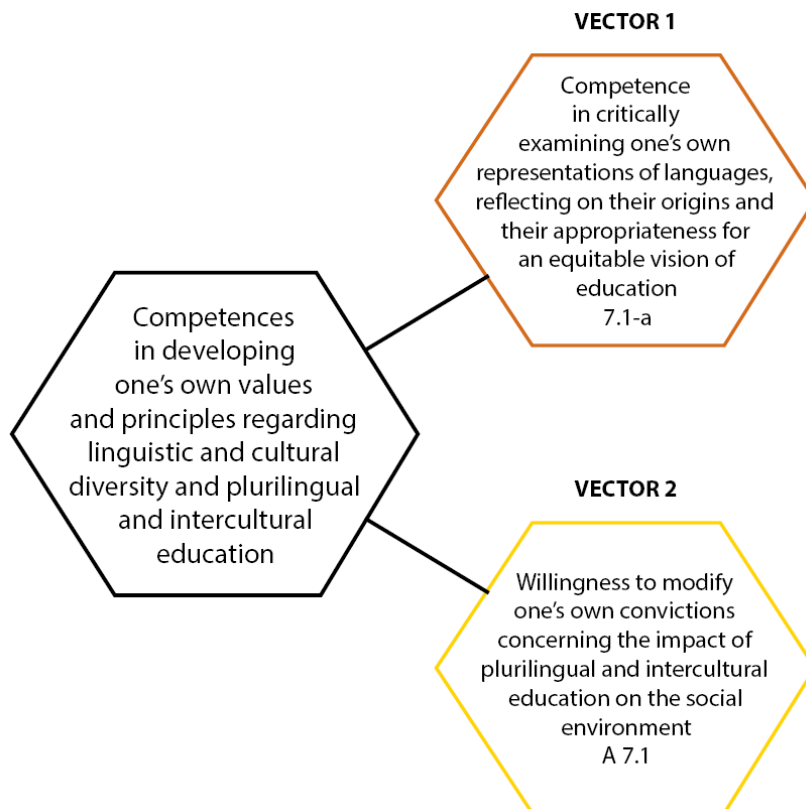 VECTOR 1
Competence
in critically
examining one’s own
representations of languages,
reflecting on their origins and
their appropriateness for
an equitable vision of
education
7.1-a
Competences
in developing
one’s own values
and principles regarding
linguistic and cultural
diversity and plurilingual
and intercultural
education
VECTOR 2
Willingness to modify
one’s own convictions
concerning the impact of
plurilingual and intercultural
education on the social
environment
A 7.1